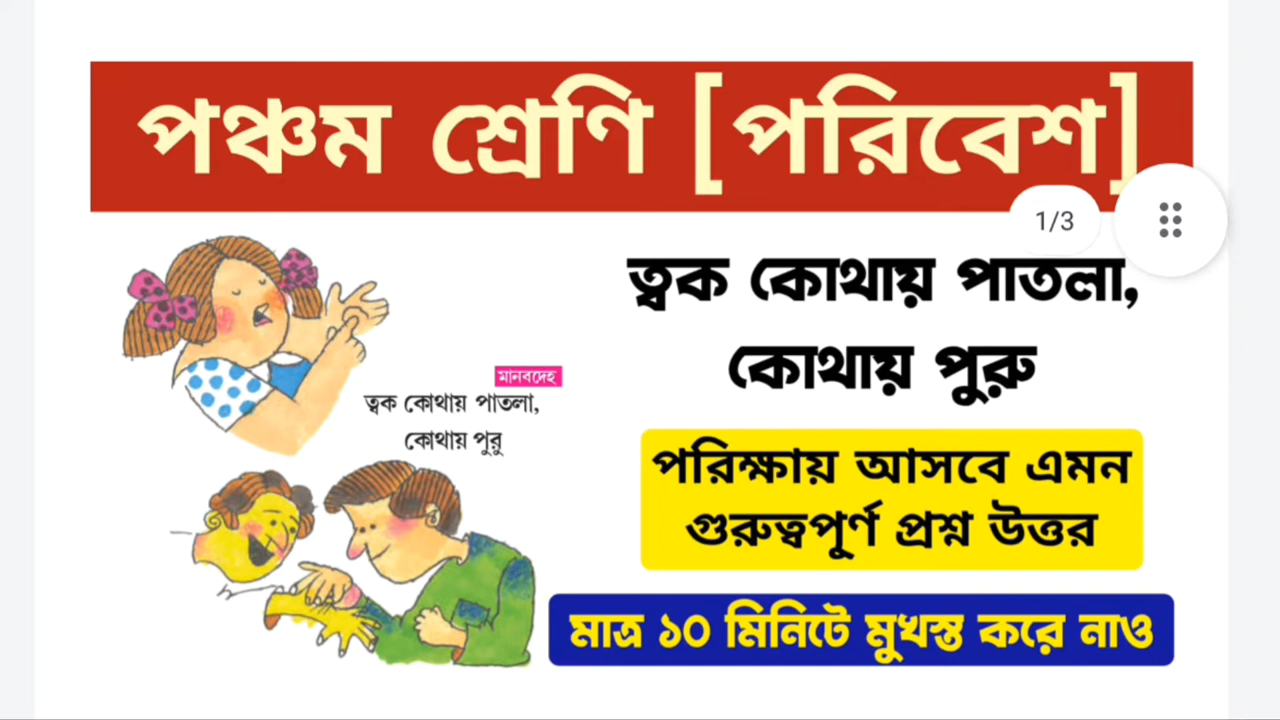 পঞ্চম শ্রেণি [পরিবেশ]
1/3
ত্বক কোথায় পাতলা,
কোথায় পুরু
মানবদেহ
ত্বক কোথায় পাতলা,
কোথায় পুরু
পরিক্ষায় আসবে এমন
গুরুত্বপূর্ণ প্রশ্ন উত্তর
মাত্র ১০ মিনিটে মুখস্ত করে নাও